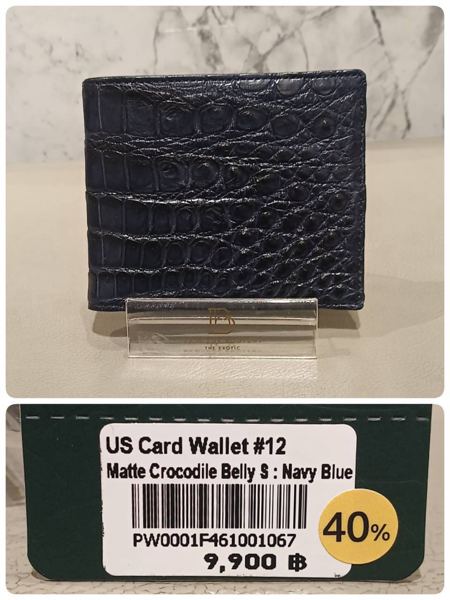 THE EXOTIC
US Card Wallet #12
Matte Crocodile Belly S : Navy Blue
PW0001F461001067
9,900 ฿
40%